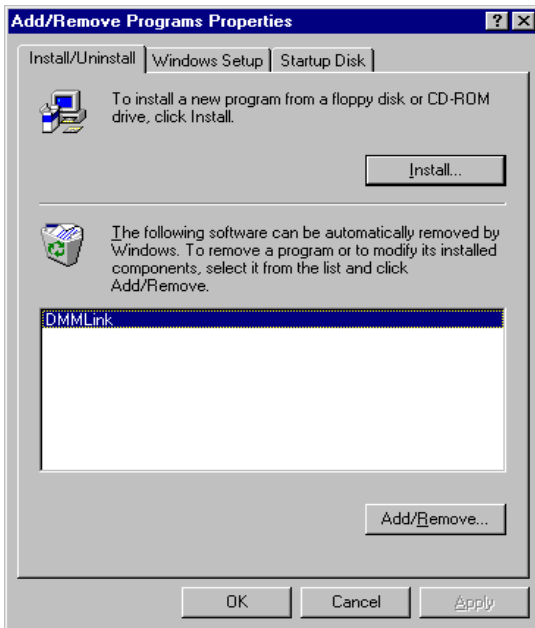 Add/Remove Programs Properties
Install/Uninstall Windows Setup Startup Disk
To install a new program from a floppy disk or CD-ROM
drive, click Install.
Install...
The following software can be automatically removed by
Windows. To remove a program or to modify its installed
components, select it from the list and click
Add/Remove.
DMMLink
Add/Remove...
OK Cancel Apply